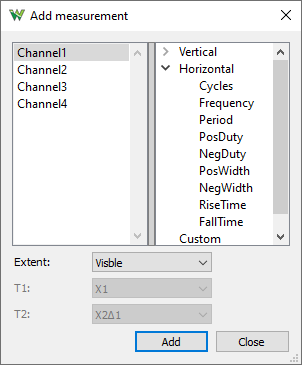 Add measurement
Channel1
Channel2
Channel3
Channel4
Vertical
Horizontal
Cycles
Frequency
Period
PosDuty
NegDuty
PosWidth
NegWidth
RiseTime
FallTime
Custom
Extent: Visble
T1: X1
T2: X2Δ1
Add Close